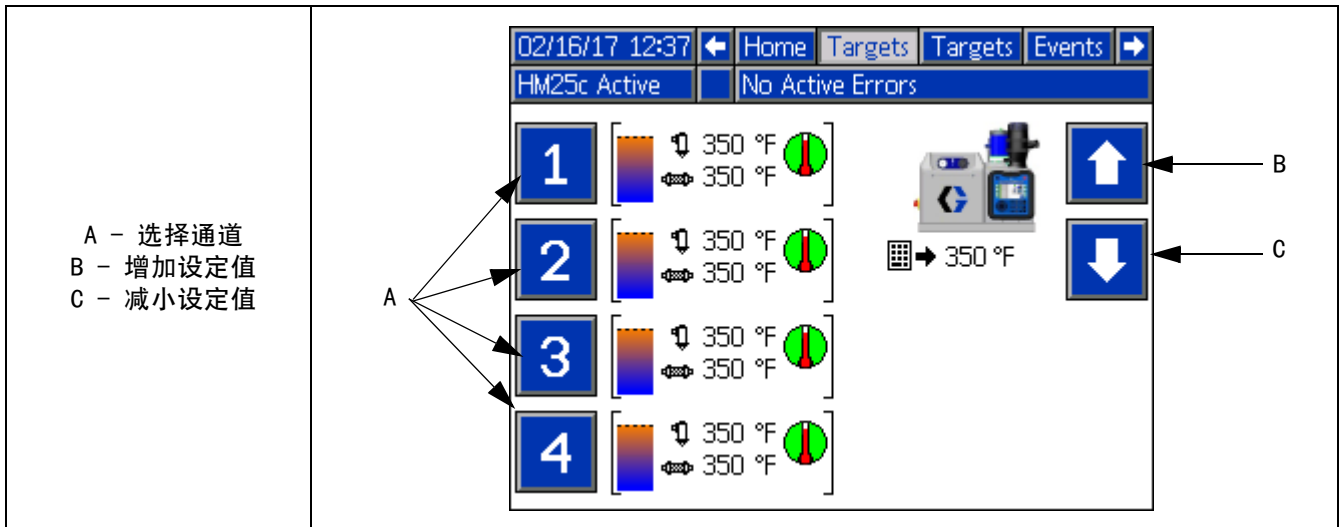 A - 选择通道
B - 增加设定值
C - 减小设定值
02/16/17 12:37 Home Targets Targets Events
HM25c Active No Active Errors
1 350 °F
350 °F
2 350 °F
350 °F
3 350 °F
350 °F
4 350 °F
350 °F
350 °F
A
B
C